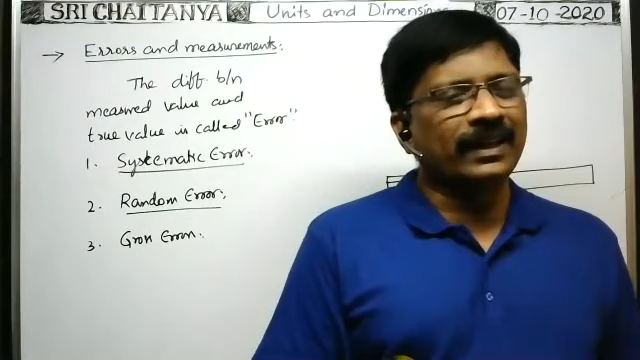 SRI CHAITANYA
Units and Dimensions
07-10-2020
→ Errors and measurements:
The diff. b/n
measured value and
true value is called "Error"
1. Systematic Error:
2. Random Error:
3. Gross Error: